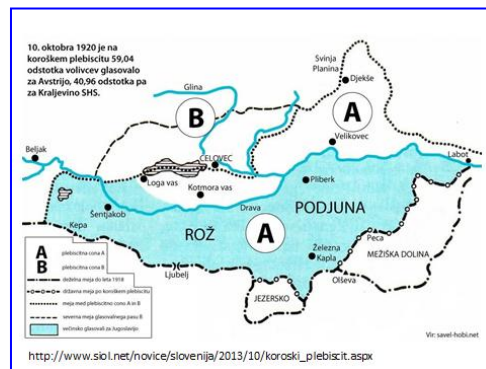 10. oktobra 1920 je na
koroškem plebiscitu 59,04
odstotka volivcev glasovalo
za Avstrijo, 40,96 odstotka pa
za Kraljevino SHS.
Svinja
Planina
Djekše
Glina
B
A
Velikovec
Beljak
CELOVEC
Labot
Loga vas
Kotmora vas
Pliberk
Šentjakob
Drava
PODJUNA
Kepa
ROŽ
A
Peca
MEŽIŠKA DOLINA
Železna
Kapla
Ljubelj
Olševa
JEZERSKO
A plebiscitna cona A
B plebiscitna cona B
deželna meja do leta 1918
državna meja po koroškem plebiscitu
meja med plebiscitno cono A in B
severna meja glasovalnega pasu B
večinsko glasovali za Jugoslavijo
Vir: savel-hobi.net
http://www.siol.net/novice/slovenija/2013/10/koroski_plebiscit.aspx